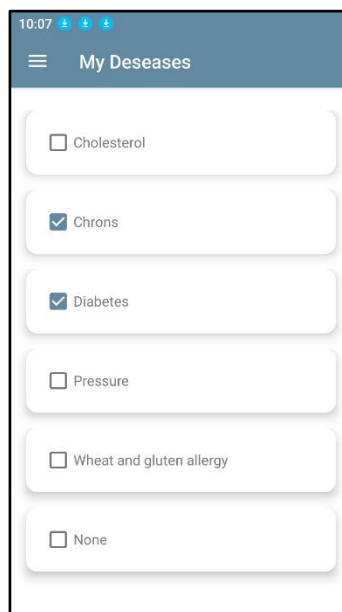 10:07
My Deseases
Cholesterol
Chrons
Diabetes
Pressure
Wheat and gluten allergy
None